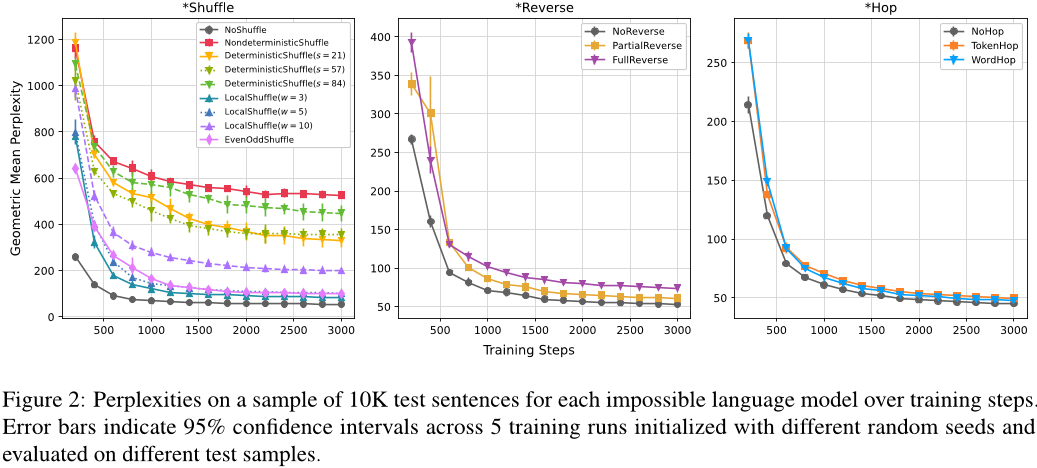 *Shuffle
*Reverse
*Hop
Geometric Mean Perplexity
1200
1000
800
600
400
200
0
500
1000
1500
2000
2500
3000
NoShuffle
NondeterministicShuffle
DeterministicShuffle(s = 21)
DeterministicShuffle(s = 57)
DeterministicShuffle(s = 84)
LocalShuffle(w = 3)
LocalShuffle(w = 5)
LocalShuffle(w = 10)
EvenOddShuffle
400
350
300
250
200
150
100
50
500
1000
1500
2000
2500
3000
NoReverse
PartialReverse
FullReverse
250
200
150
100
50
500
1000
1500
2000
2500
3000
NoHop
TokenHop
WordHop
Training Steps
Figure 2: Perplexities on a sample of 10K test sentences for each impossible language model over training steps.
Error bars indicate 95% confidence intervals across 5 training runs initialized with different random seeds and
evaluated on different test samples.